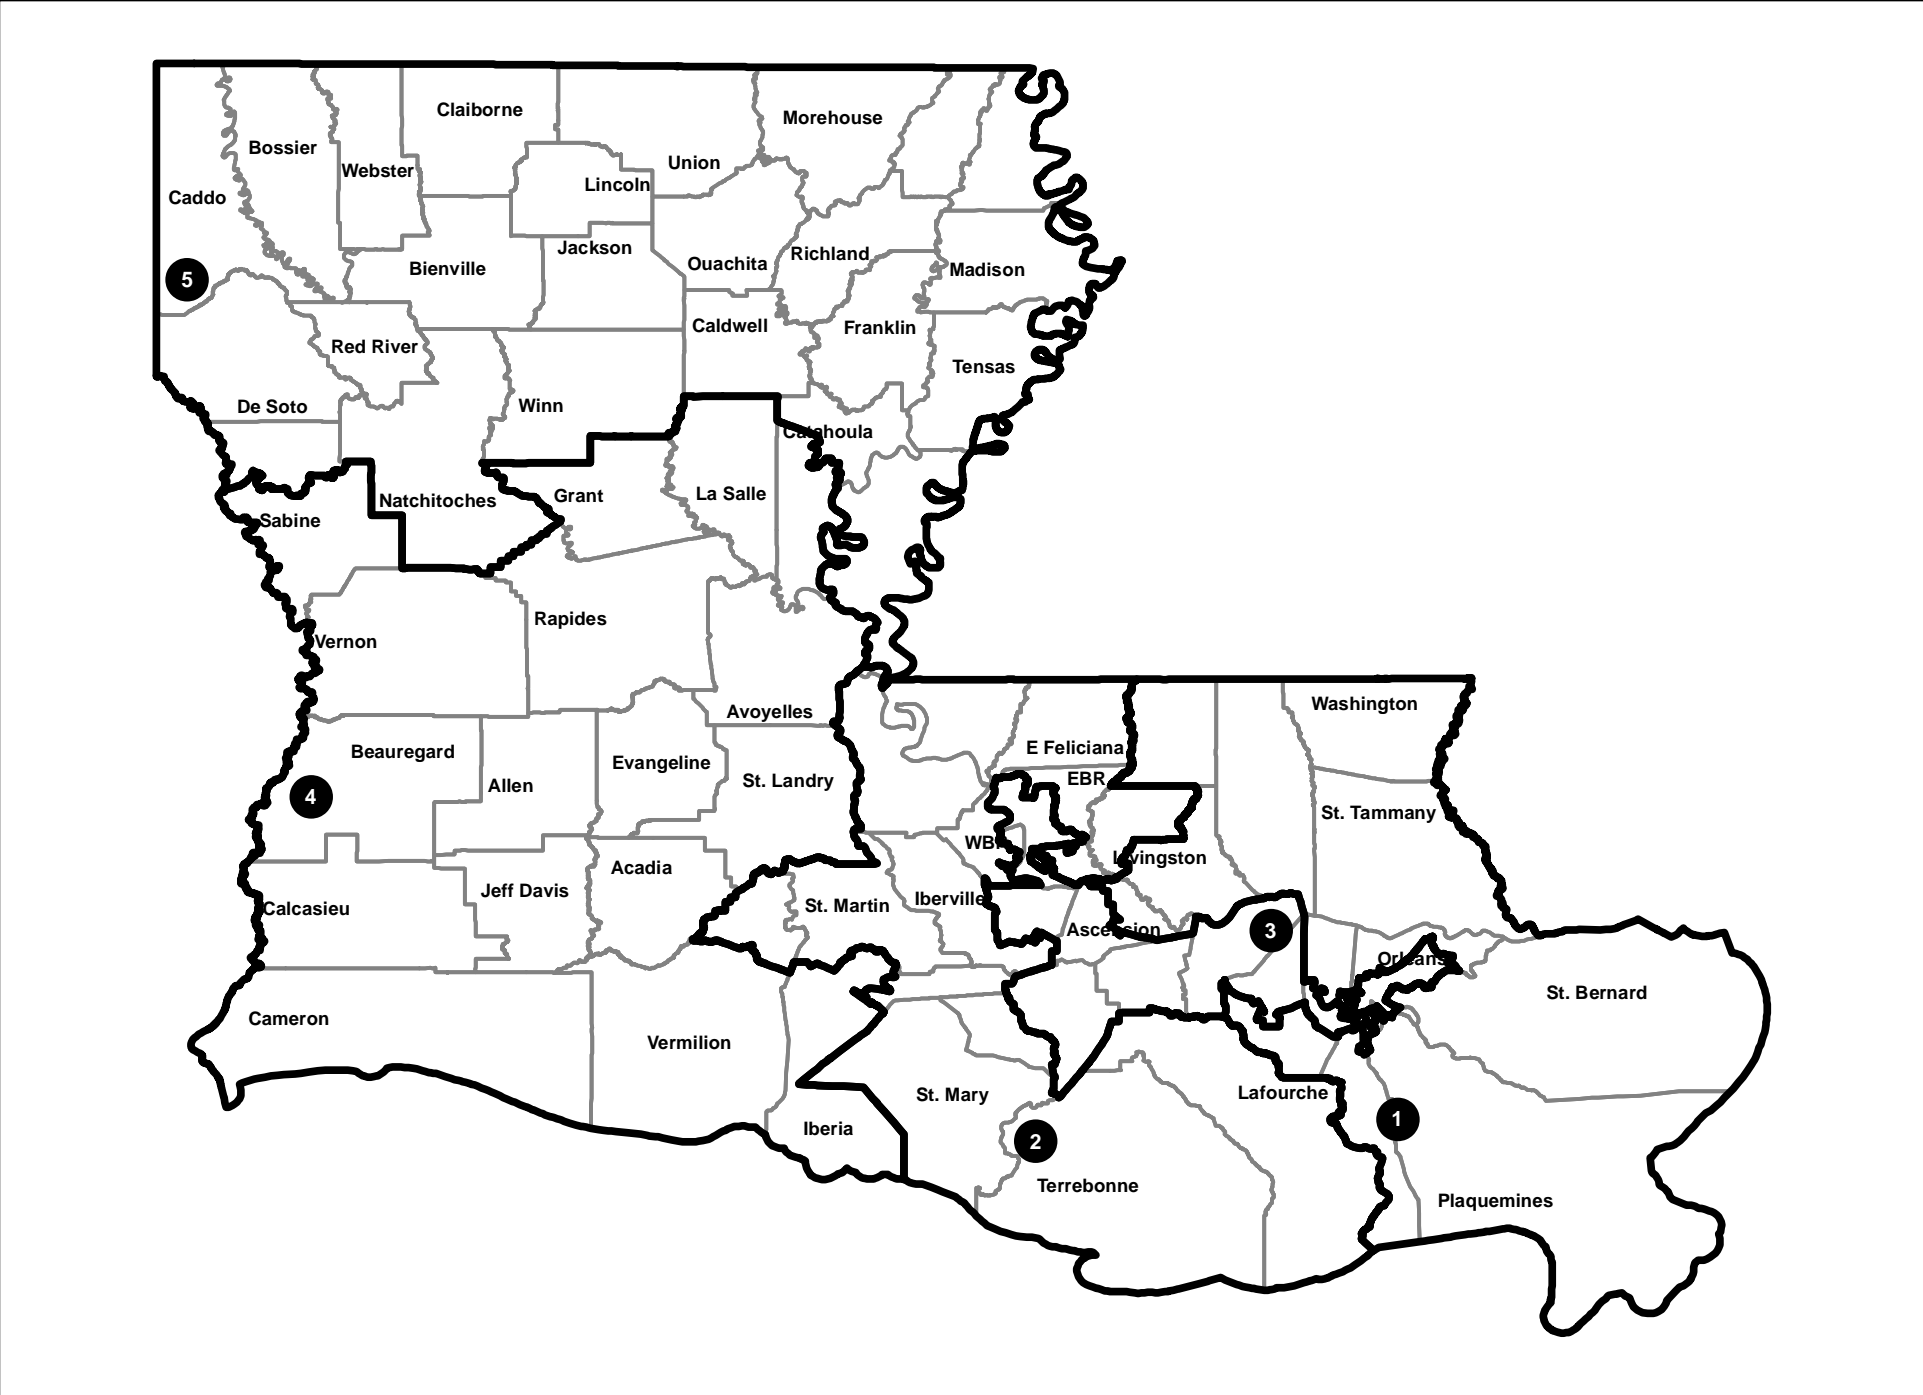 Claiborne
Morehouse
Bossier
Union
Webster
Lincoln
Caddo
Jackson
Richland
Ouachita
Bienville
Madison
5
Caldwell
Franklin
Red River
Tensas
De Soto
Winn
Catahoula
La Salle
Grant
Natchitoches
Sabine
Rapides
Vernon
Washington
Avoyelles
E Feliciana
Beauregard
Evangeline
EBR
St. Landry
Allen
4
St. Tammany
WBR
Livingston
Acadia
Jeff Davis
Iberville
St. Martin
Calcasieu
Ascension
3
Orleans
St. Bernard
Cameron
Vermilion
St. Mary
Lafourche
1
Iberia
2
Terrebonne
Plaquemines